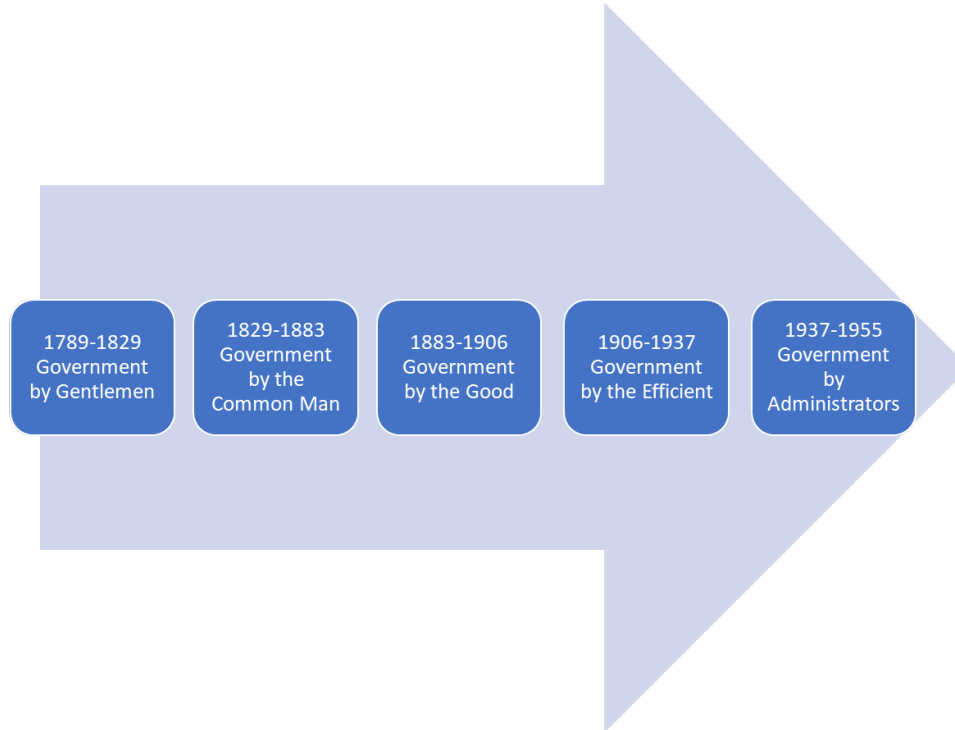 1789-1829
Government
by Gentlemen
1829-1883
Government
by the
Common Man
1883-1906
Government
by the Good
1906-1937
Government
by the Efficient
1937-1955
Government
by
Administrators